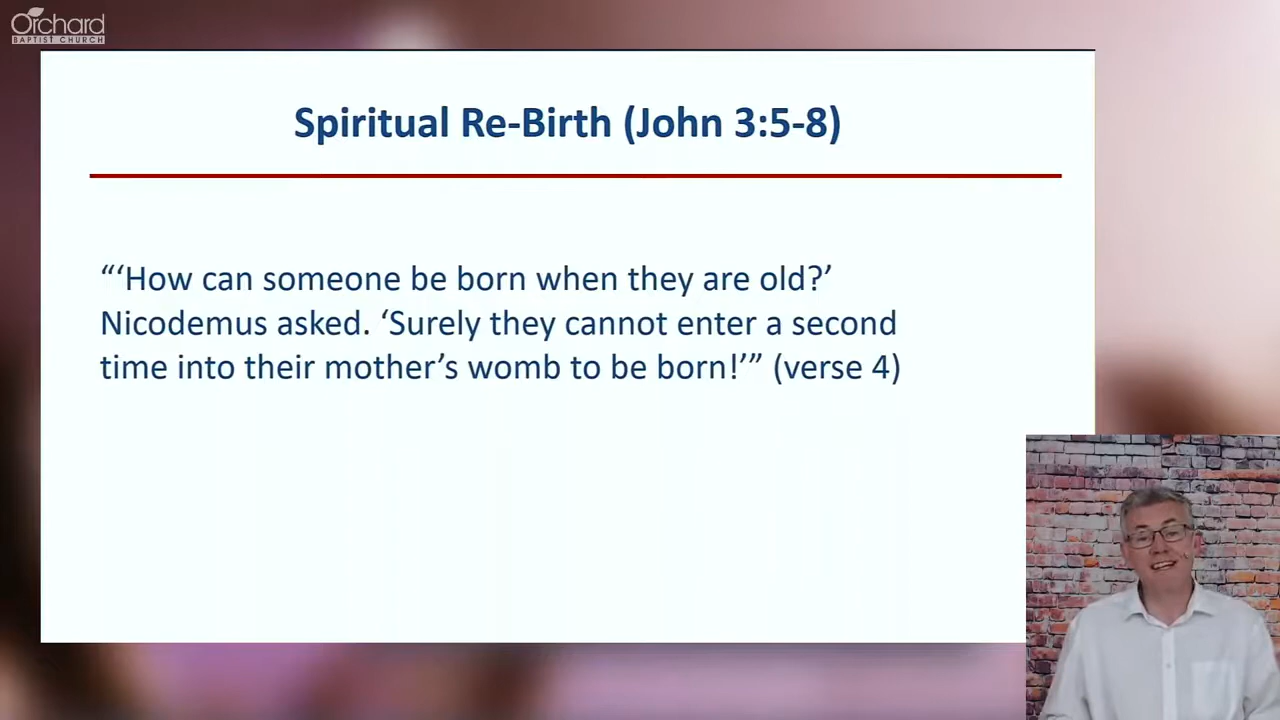 Orchard
BAPTIST CHURCH
Spiritual Re-Birth (John 3:5-8)
“‘How can someone be born when they are old?’
Nicodemus asked. ‘Surely they cannot enter a second
time into their mother’s womb to be born!’” (verse 4)